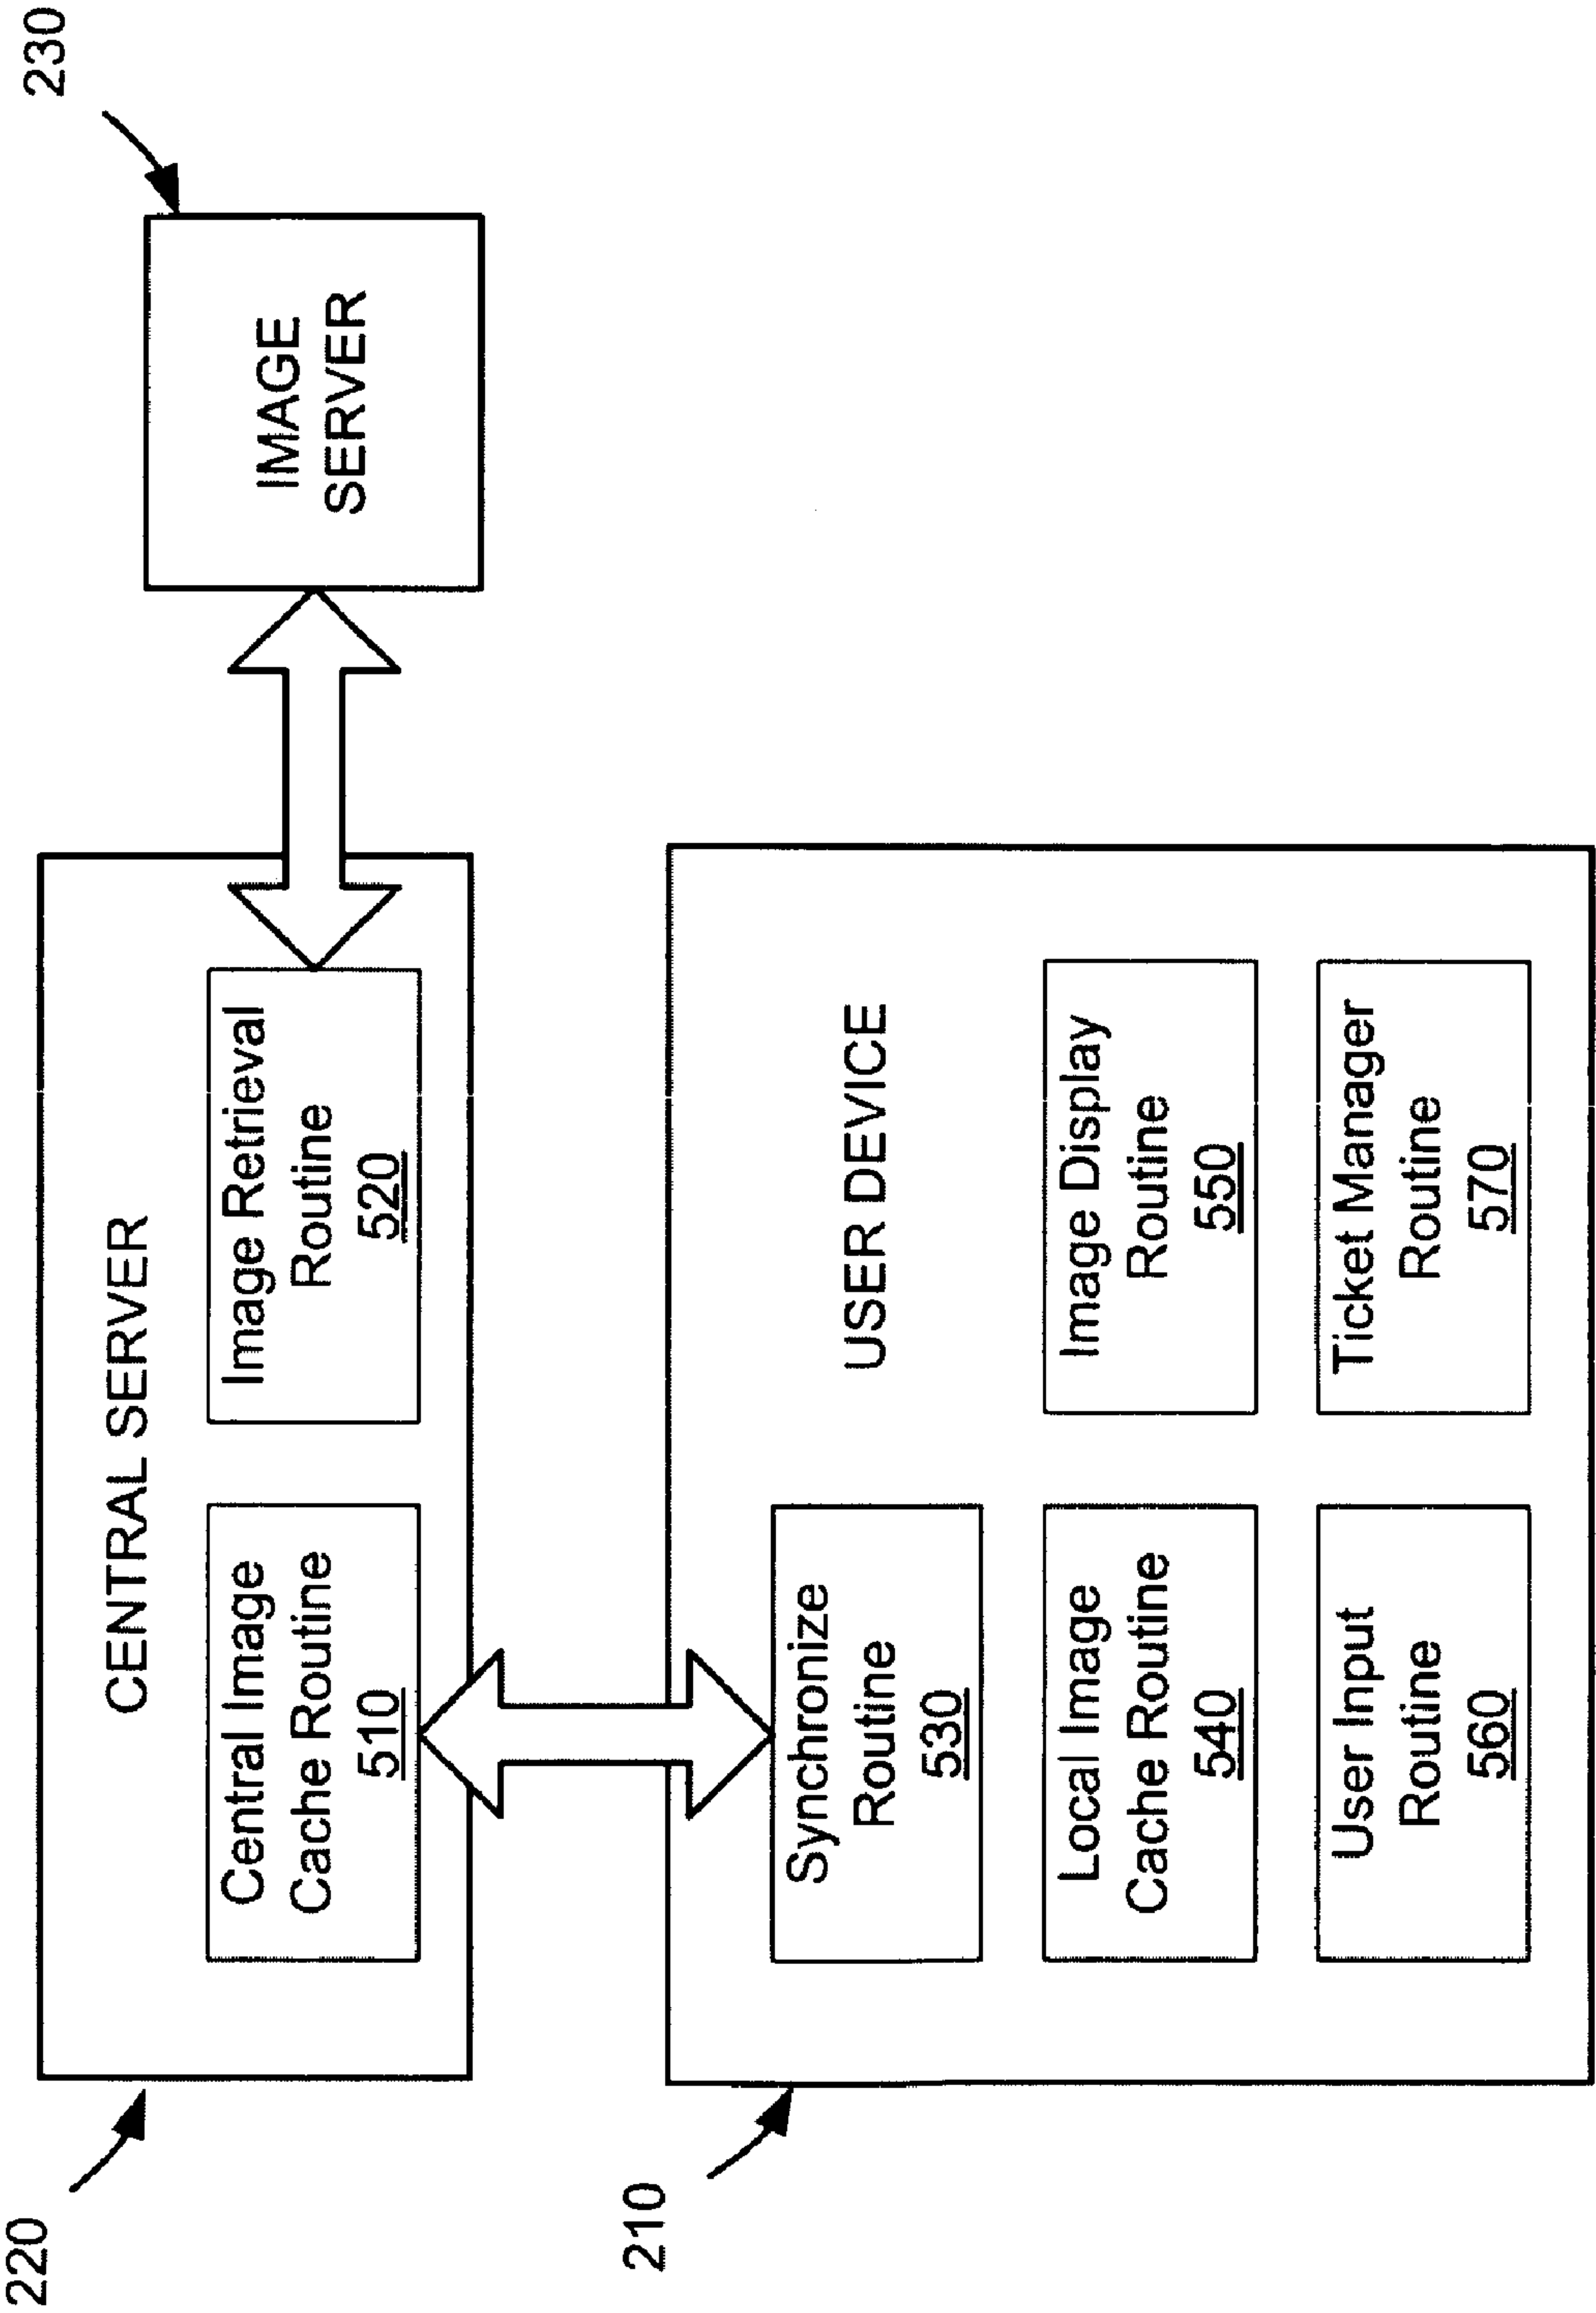 220
CENTRAL SERVER
Central Image
Cache Routine
510
Image Retrieval
Routine
520
230
IMAGE
SERVER
210
USER DEVICE
Synchronize
Routine
530
Local Image
Cache Routine
540
Image Display
Routine
550
User Input
Routine
560
Ticket Manager
Routine
570